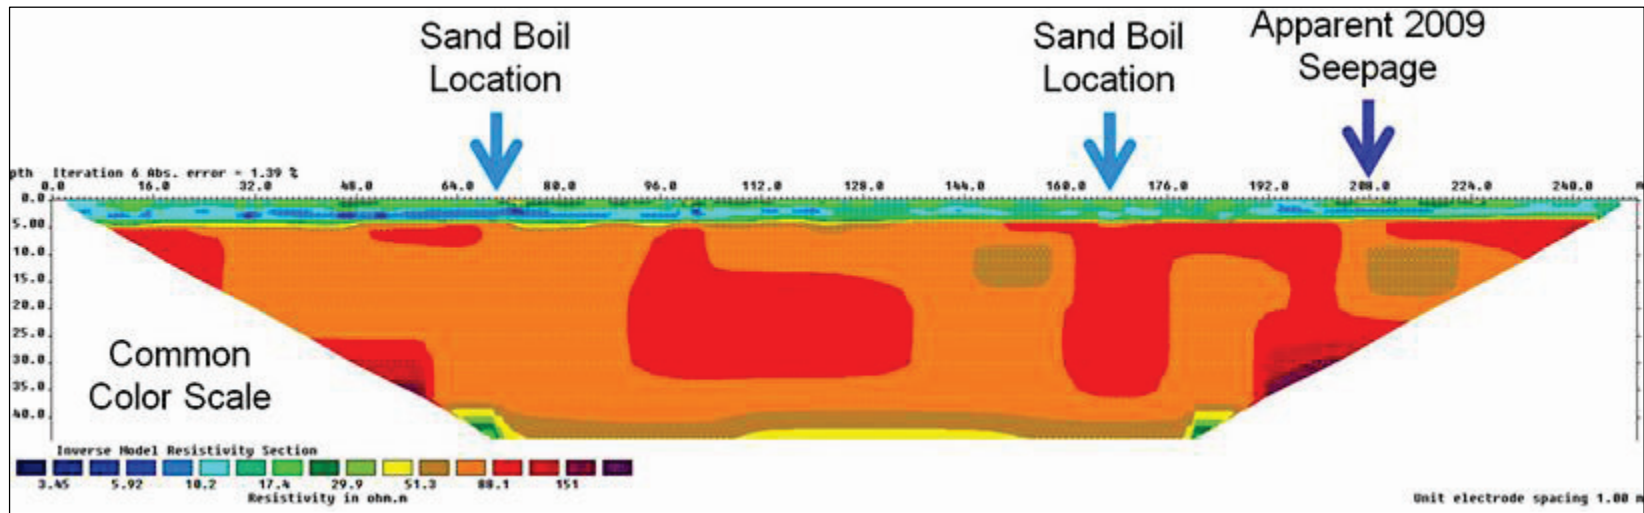 Sand Boil
Location
Sand Boil
Location
Apparent 2009
Seepage
pth Iteration 6 Abs. error = 1.39 %
0.0 16.0 32.0 48.0 64.0 80.0 96.0 112.0 128.0 144.0 160.0 176.0 192.0 208.0 224.0 240.0 m
0.0
5.00
10.0
15.0
20.0
25.0
30.0
35.0
40.0
Common
Color Scale
Inverse Model Resistivity Section
3.45 5.92 10.2 17.4 29.9 51.3 88.1 151
Resistivity in ohm.m
Unit electrode spacing 1.00 m